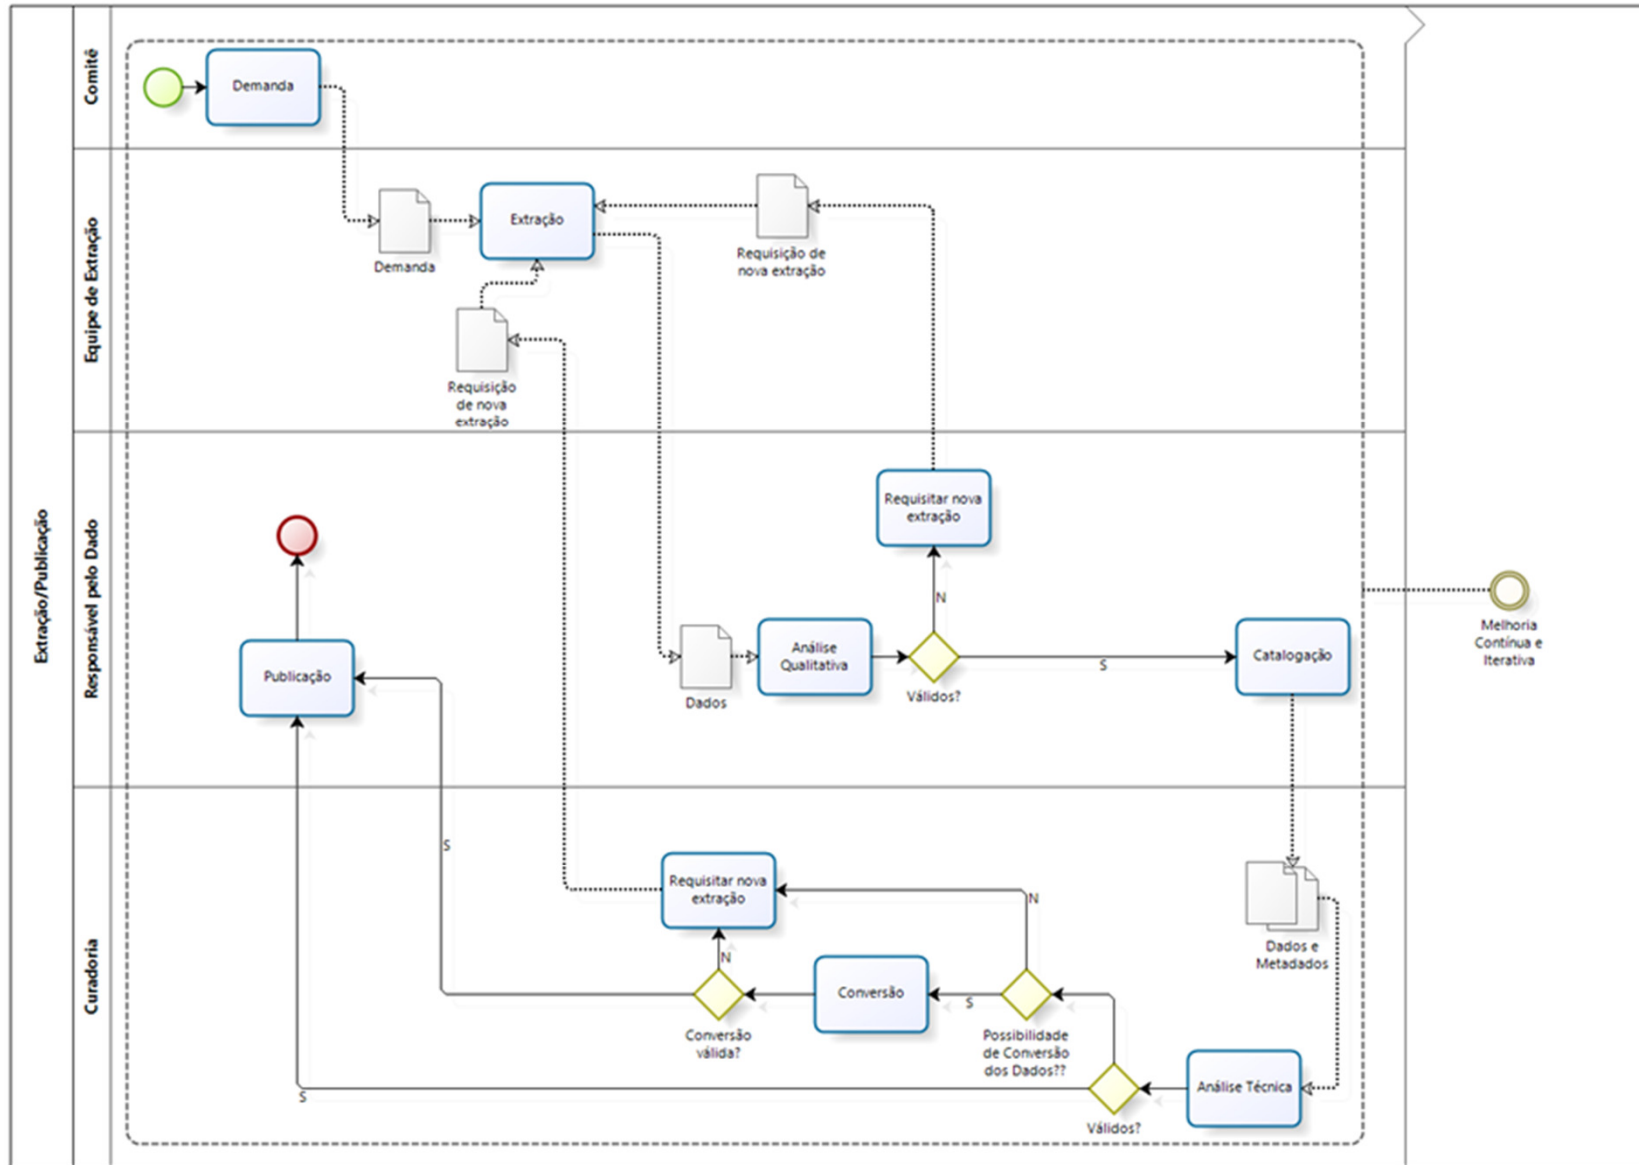 Extração/Publicação
Comitê
Demanda
Equipe de Extração
Demanda
Extração
Requisição de
nova extração
Requisição
de nova
extração
Responsável pelo Dado
Requisitar nova
extração
N
Publicação
Dados
Análise
Qualitativa
Válidos?
S
Catalogação
Melhoria
Contínua e
Iterativa
Curadoria
S
Requisitar nova
extração
N
N
Dados e
Metadados
Conversão
válida?
Conversão
S
Possibilidade
de Conversão
dos Dados??
S
Válidos?
Análise Técnica